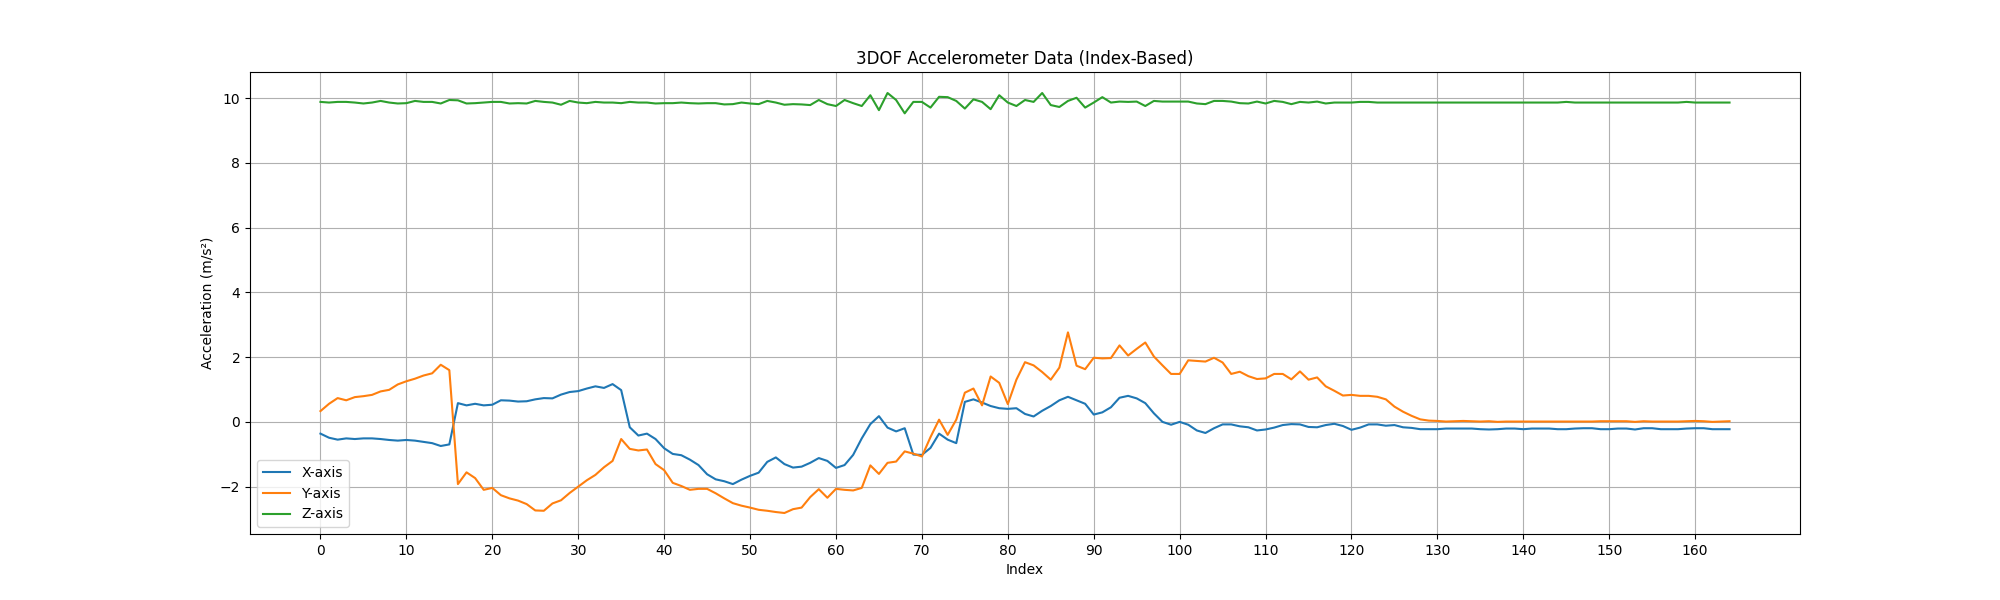 3DOF Accelerometer Data (Index-Based)
Acceleration (m/s²)
10
8
6
4
2
0
−2
X-axis
Y-axis
Z-axis
0 10 20 30 40 50 60 70 80 90 100 110 120 130 140 150 160
Index